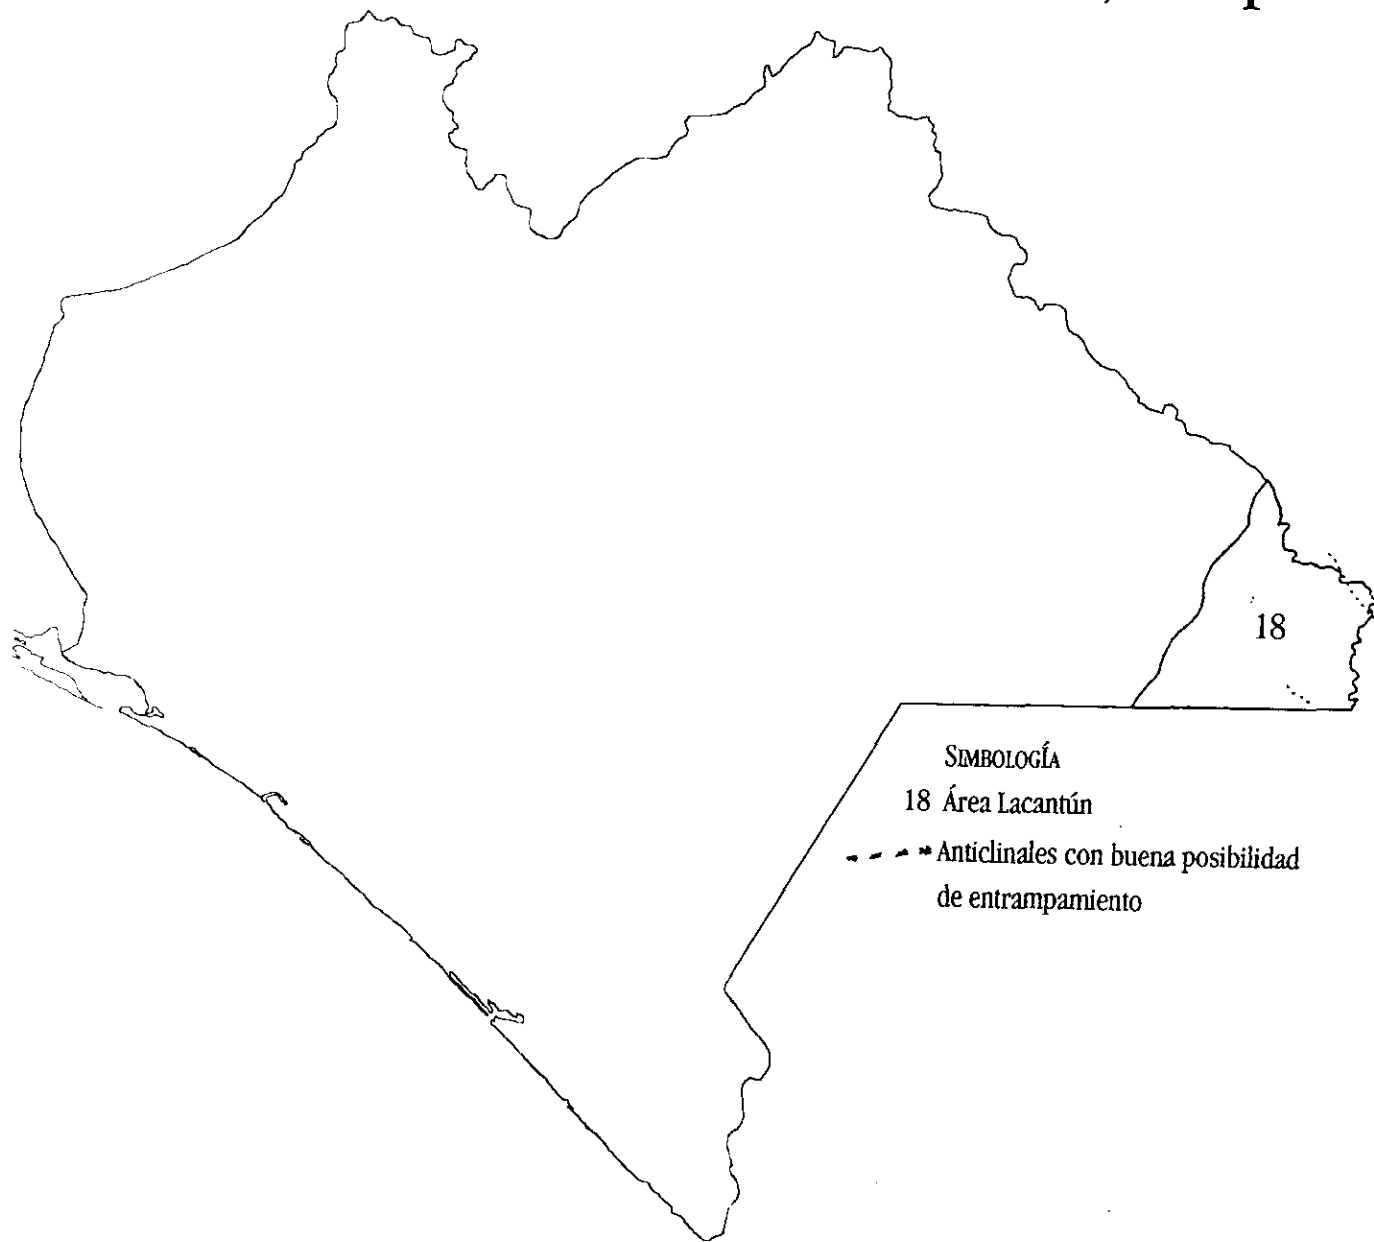 18
SIMBOLOGÍA
18 Área Lacantún
Anticlinales con buena posibilidad
de entrampamiento